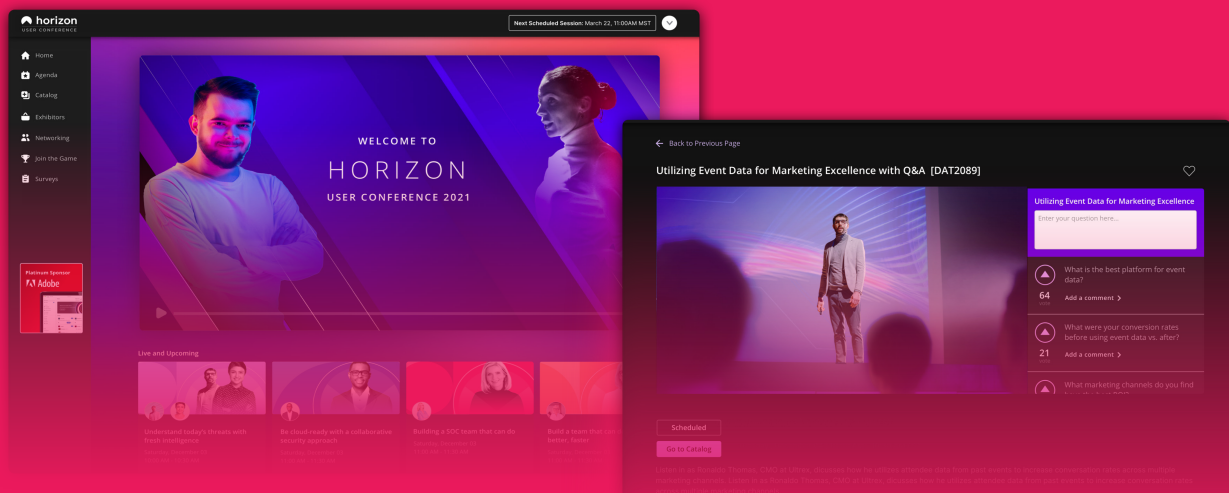 horizon
USER CONFERENCE
Next Scheduled Session: March 22, 11:00AM MST
Home
Agenda
Catalog
Exhibitors
Networking
Join the Game
Surveys
Platinum Sponsor
Adobe
WELCOME TO
HORIZON
USER CONFERENCE 2021
Live and Upcoming
Understand today's threats with
fresh intelligence
Be cloud-ready with a collaborative
security approach
Building a SOC team that can do
Build a team that can
better, faster
Back to Previous Page
Utilizing Event Data for Marketing Excellence with Q&A [DAT2089]
Utilizing Event Data for Marketing Excellence
Enter your question here...
What is the best platform for event
data?
64
Add a comment
What were your conversion rates
before using event data vs. after?
21
Add a comment
What marketing channels do you find
Scheduled
Go to Catalog